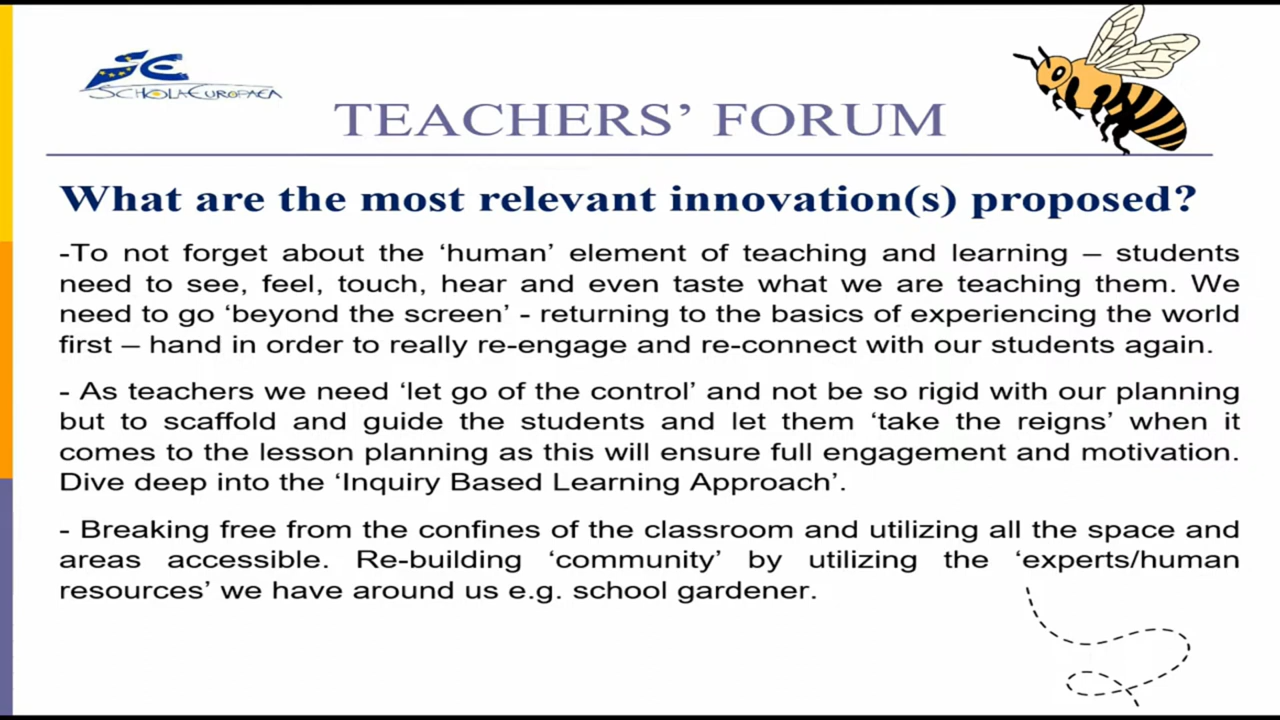 SCHOLA EUROPAEA
TEACHERS’ FORUM
What are the most relevant innovation(s) proposed?
-To not forget about the ‘human’ element of teaching and learning – students
need to see, feel, touch, hear and even taste what we are teaching them. We
need to go ‘beyond the screen’ - returning to the basics of experiencing the world
first – hand in order to really re-engage and re-connect with our students again.
- As teachers we need ‘let go of the control’ and not be so rigid with our planning
but to scaffold and guide the students and let them ‘take the reigns’ when it
comes to the lesson planning as this will ensure full engagement and motivation.
Dive deep into the ‘Inquiry Based Learning Approach’.
- Breaking free from the confines of the classroom and utilizing all the space and
areas accessible. Re-building ‘community’ by utilizing the ‘experts/human
resources’ we have around us e.g. school gardener.